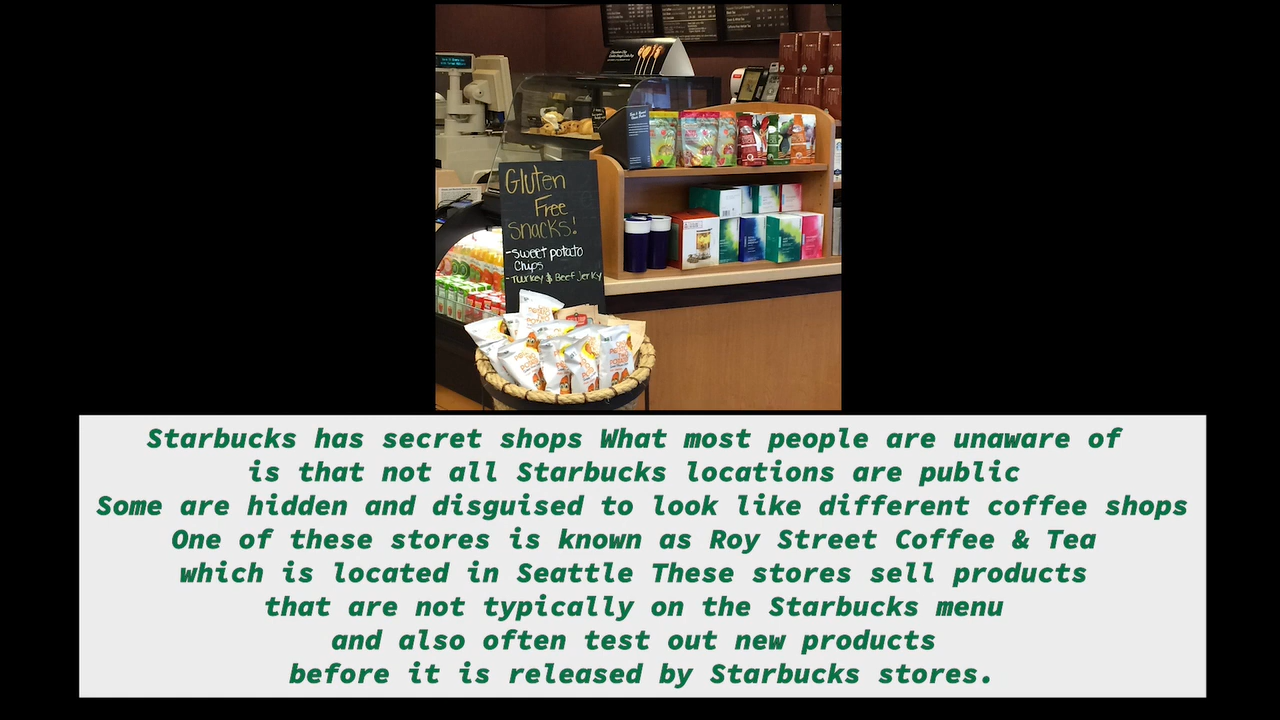 Gluten
Free
Snacks!
-Sweet potato
Chips
-Turkey & Beef Jerky
Starbucks has secret shops What most people are unaware of
is that not all Starbucks locations are public
Some are hidden and disguised to look like different coffee shops
One of these stores is known as Roy Street Coffee & Tea
which is located in Seattle These stores sell products
that are not typically on the Starbucks menu
and also often test out new products
before it is released by Starbucks stores.